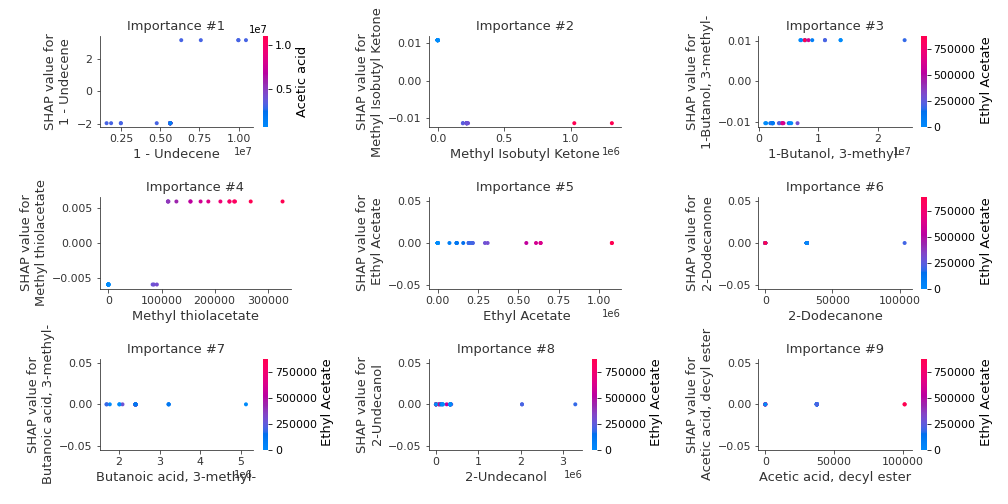 Importance #1
1e7
SHAP value for
1 - Undecene
2
0
−2
0.5
1.0
Acetic acid
0.0
2.5
5.0
7.5
10.0
1 - Undecene
1e7
Importance #2
SHAP value for
Methyl Isobutyl Ketone
0.01
0.00
−0.01
0.0
0.5
1.0
Methyl Isobutyl Ketone
1e6
Importance #3
SHAP value for
1-Butanol, 3-methyl-
0.01
0.00
−0.01
0
1
2
1-Butanol, 3-methyl-
1e7
750000
500000
250000
0
Ethyl Acetate
Importance #4
SHAP value for
Methyl thiolacetate
0.005
0.000
−0.005
0
100000
200000
300000
Methyl thiolacetate
Importance #5
SHAP value for
Ethyl Acetate
0.05
0.00
−0.05
0.00
0.25
0.50
0.75
1.00
Ethyl Acetate
1e6
Importance #6
SHAP value for
2-Dodecanone
0.05
0.00
−0.05
0
50000
100000
2-Dodecanone
750000
500000
250000
0
Ethyl Acetate
Importance #7
SHAP value for
Butanoic acid, 3-methyl-
0.05
0.00
−0.05
2
3
4
5
1e6
Butanoic acid, 3-methyl-
750000
500000
250000
0
Ethyl Acetate
Importance #8
SHAP value for
2-Undecanol
0.05
0.00
−0.05
0
1
2
3
1e6
2-Undecanol
750000
500000
250000
0
Ethyl Acetate
Importance #9
SHAP value for
Acetic acid, decyl ester
0.05
0.00
−0.05
0
50000
100000
Acetic acid, decyl ester
750000
500000
250000
0
Ethyl Acetate